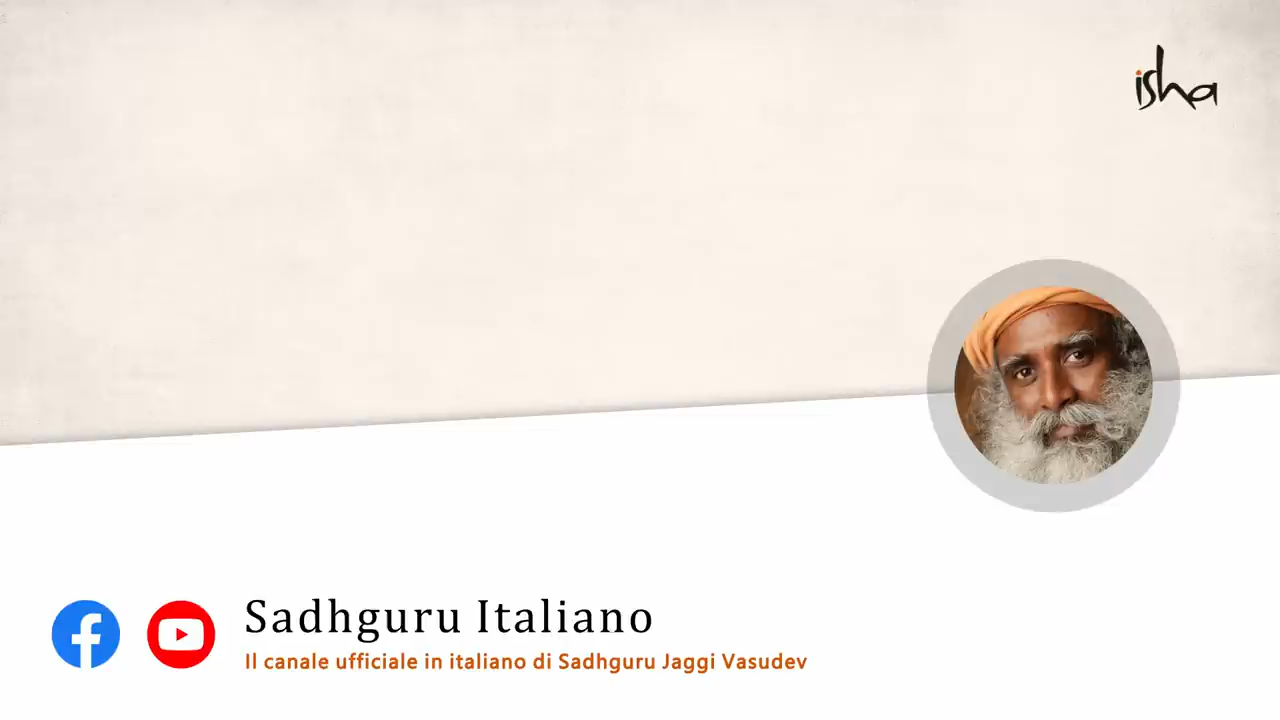 isha
Sadhguru Italiano
Il canale ufficiale in italiano di Sadhguru Jaggi Vasudev